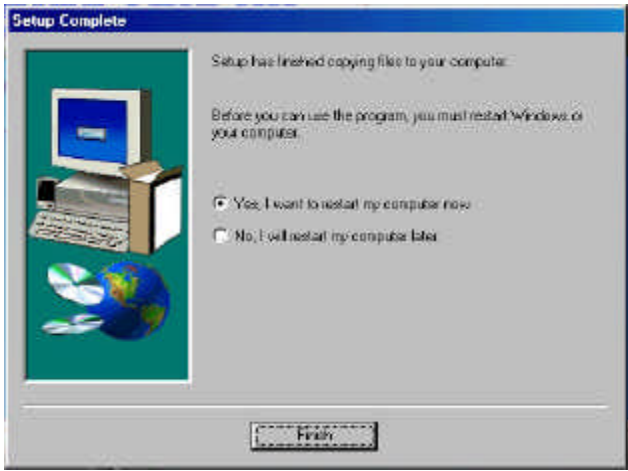 Setup Complete
Setup has finished copying files to your computer.
Before you can use the program, you must restart Windows or
your computer.
Yes, I want to restart my computer now.
No, I will restart my computer later.
Finish